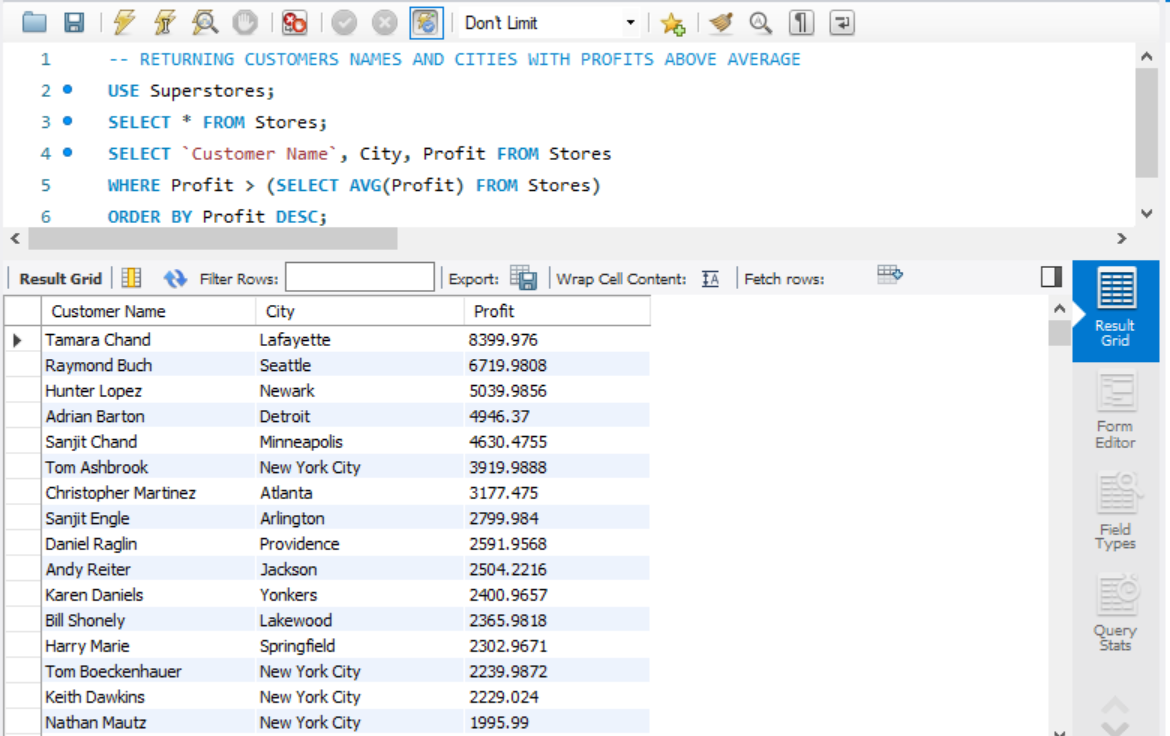 Don't Limit
1 -- RETURNING CUSTOMERS NAMES AND CITIES WITH PROFITS ABOVE AVERAGE
2 USE Superstores;
3 SELECT * FROM Stores;
4 SELECT `Customer Name`, City, Profit FROM Stores
5 WHERE Profit > (SELECT AVG(Profit) FROM Stores)
6 ORDER BY Profit DESC;
Result Grid Filter Rows: Export: Wrap Cell Content: Fetch rows:
Customer Name City Profit
Tamara Chand Lafayette 8399.976
Raymond Buch Seattle 6719.9808
Hunter Lopez Newark 5039.9856
Adrian Barton Detroit 4946.37
Sanjit Chand Minneapolis 4630.4755
Tom Ashbrook New York City 3919.9888
Christopher Martinez Atlanta 3177.475
Sanjit Engle Arlington 2799.984
Daniel Raglin Providence 2591.9568
Andy Reiter Jackson 2504.2216
Karen Daniels Yonkers 2400.9657
Bill Shonely Lakewood 2365.9818
Harry Marie Springfield 2302.9671
Tom Boeckenhauer New York City 2239.9872
Keith Dawkins New York City 2229.024
Nathan Mautz New York City 1995.99
Result
Grid
Form
Editor
Field
Types
Query
Stats